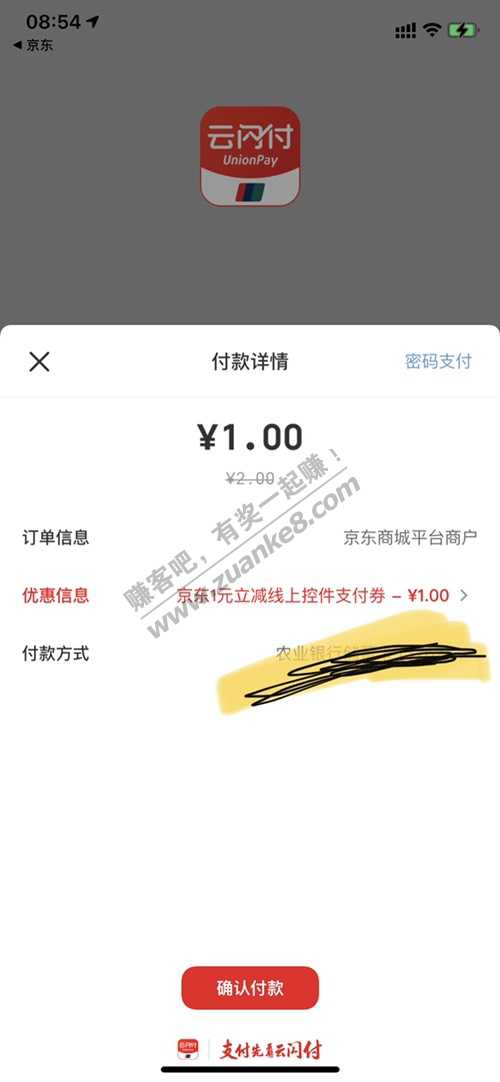 08:54
◀ 京东
云闪付
UnionPay
付款详情
密码支付
¥1.00
¥2.00
订单信息
京东商城平台商户
优惠信息
京东1元立减线上控件支付券 – ¥1.00
付款方式
农业银行
赚客吧，有奖一起赚！
www.zuanke8.com
确认付款
云闪付
支付先看云闪付